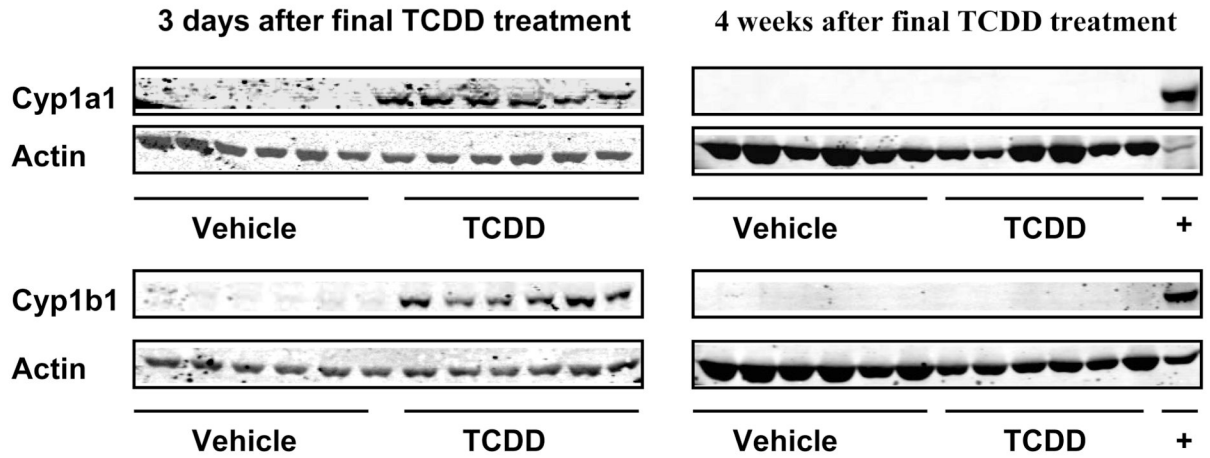 3 days after final TCDD treatment
4 weeks after final TCDD treatment
Cyp1a1
Actin
Vehicle TCDD
Vehicle TCDD +
Cyp1b1
Actin
Vehicle TCDD
Vehicle TCDD +